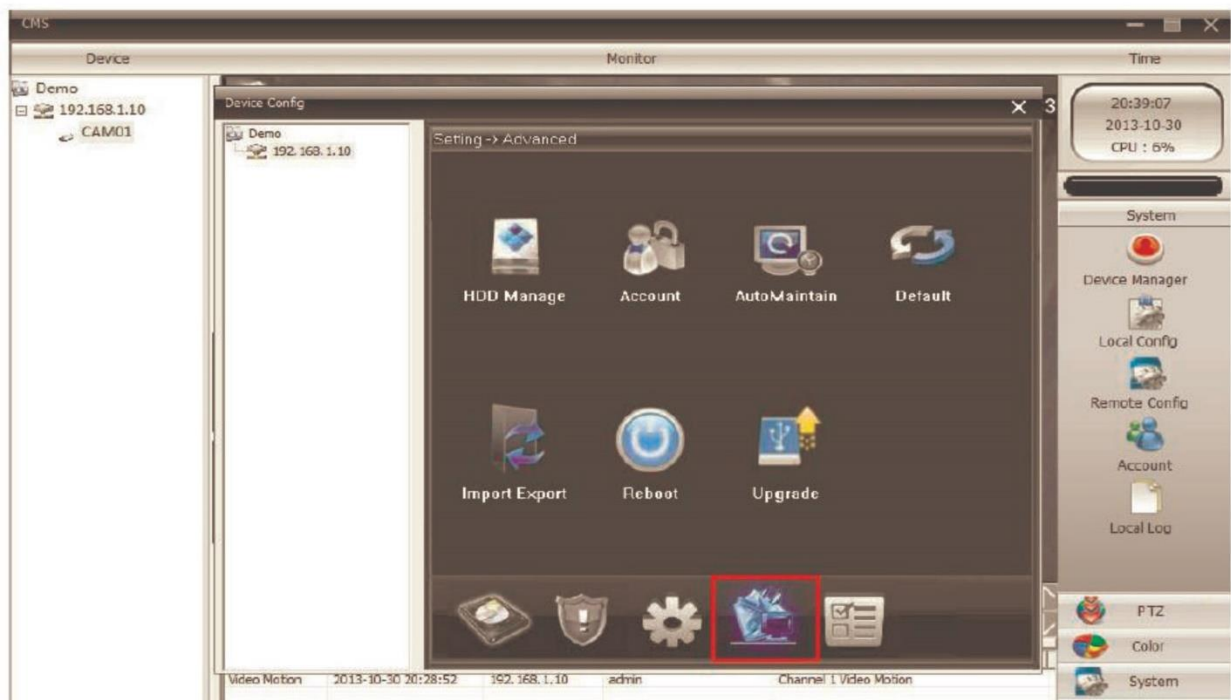 CMS
Device
Monitor
Time
Demo
192.168.1.10
CAM01
Device Config
3
Demo
192.168.1.10
Setting -> Advanced
HDD Manage
Account
AutoMaintain
Default
Import Export
Reboot
Upgrade
20:39:07
2013-10-30
CPU : 6%
System
Device Manager
Local Config
Remote Config
Account
Local Log
PTZ
Color
System
Video Motion 2013-10-30 20:28:52 192.168.1.10 admin Channel 1 Video Motion